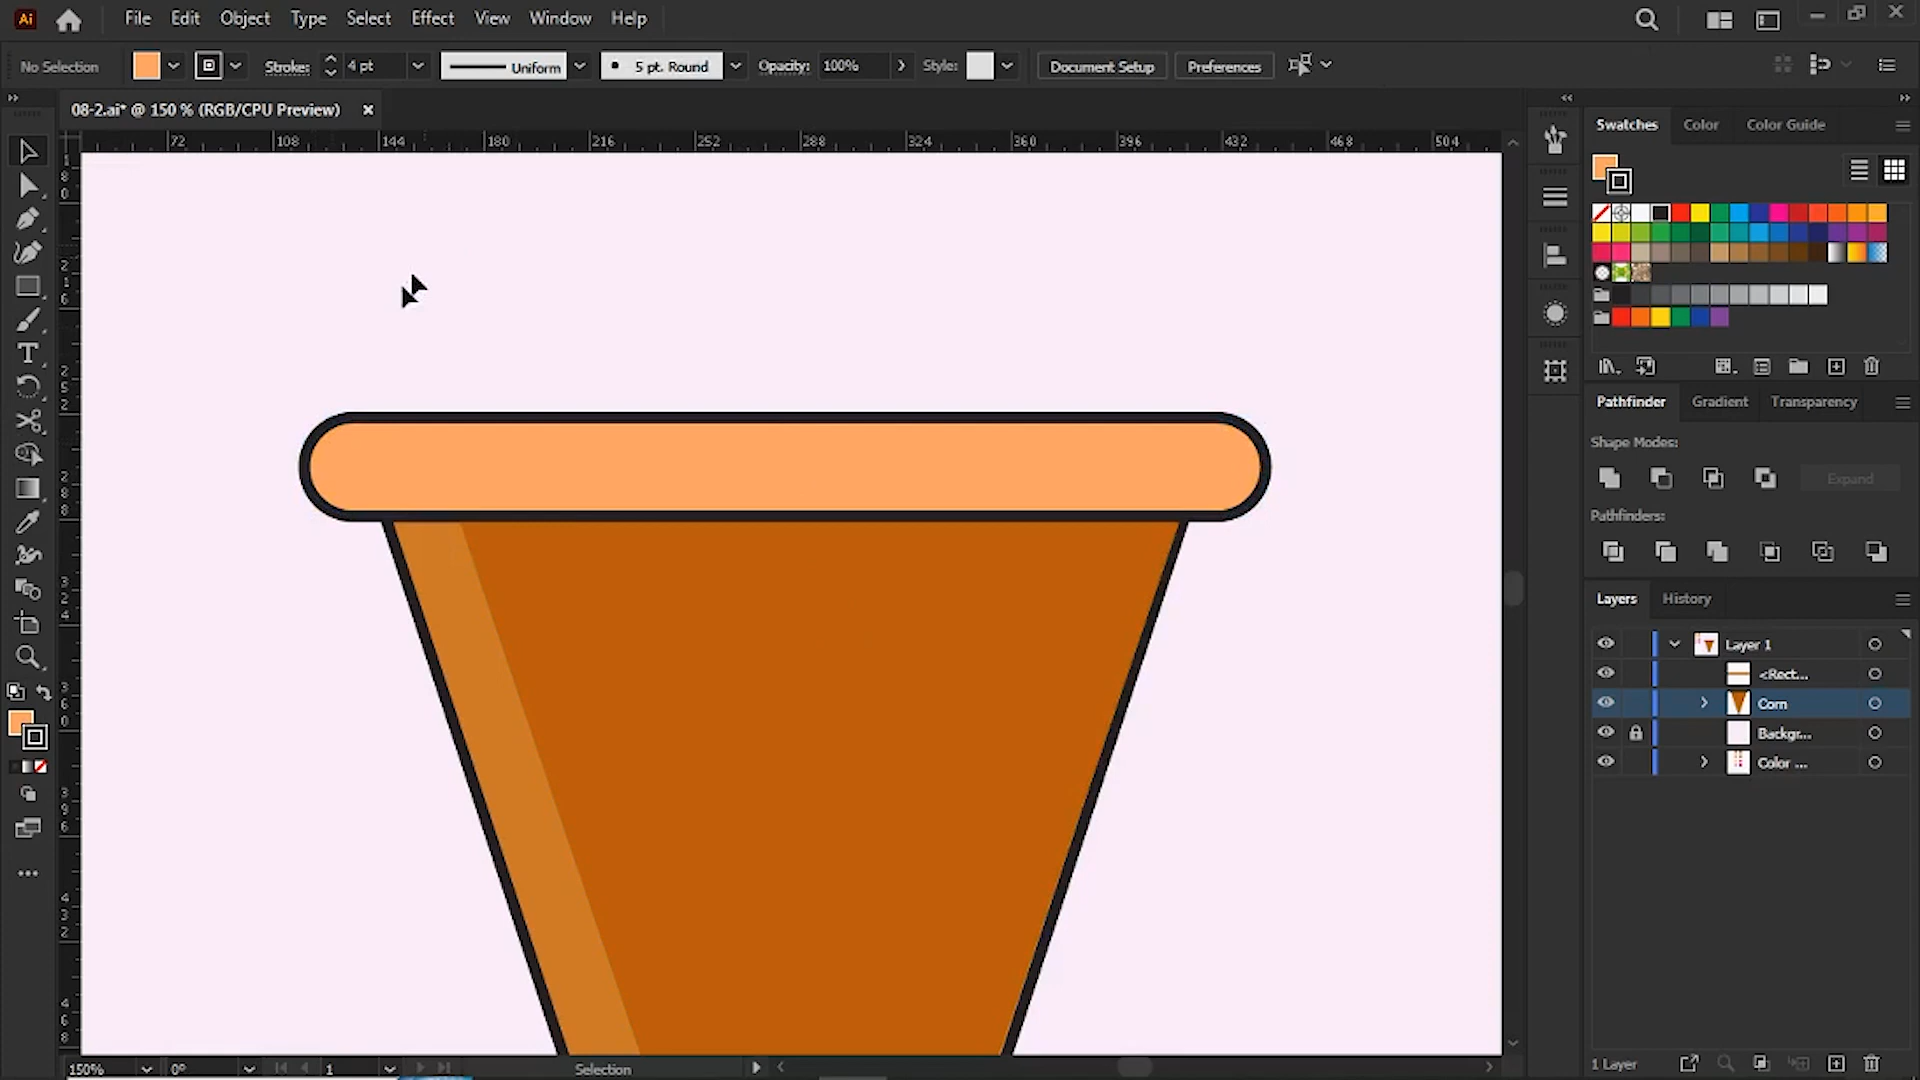 Ai File Edit Object Type Select Effect View Window Help
No Selection Stroke: 4 pt Uniform 5 pt. Round Opacity: 100% Style: Document Setup Preferences
08-2.ai* @ 150 % (RGB/CPU Preview)
72 108 144 180 216 252 288 324 360 396 432 468 504
Swatches Color Color Guide
Pathfinder Gradient Transparency
Shape Modes:
Expand
Pathfinders:
Layers History
Layer 1
<Rect...
Corn
Backgr...
Color ...
150% 0° 1 Selection
1 Layer